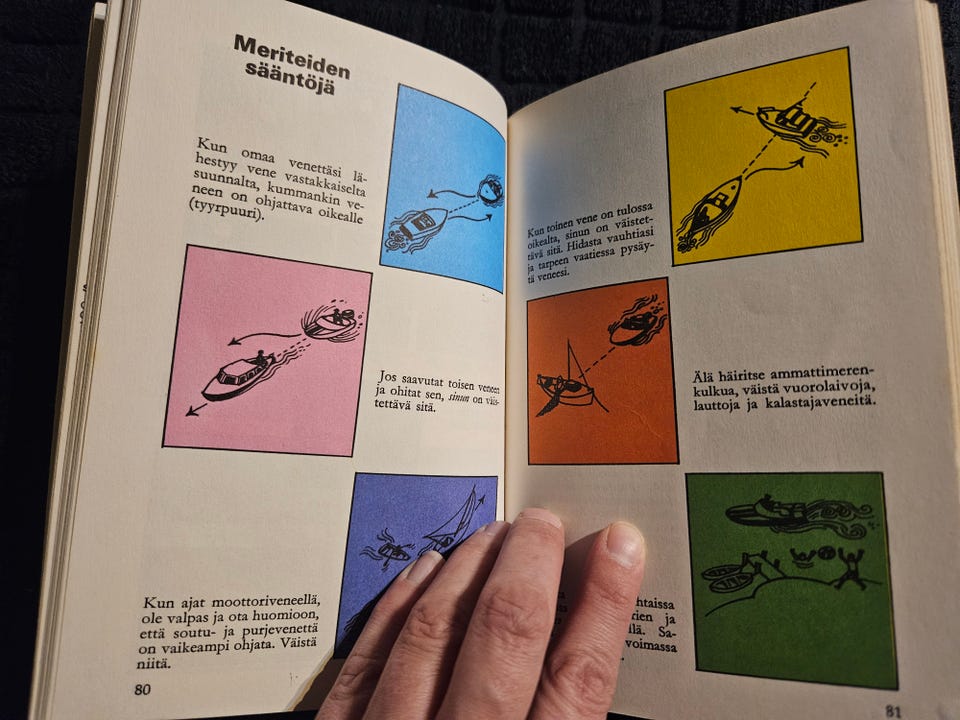 Meriteiden
sääntöjä
Kun omaa venettäsi lä-
hestyy vene vastakkaiselta
suunnalta, kummankin ve-
neen on ohjattava oikealle
(tyyrpuuri).
Jos saavutat toisen veneen
ja ohitat sen, sinun on väis-
tettävä sitä.
Kun ajat moottoriveneellä,
ole valpas ja ota huomioon,
että soutu- ja purjevenettä
on vaikeampi ohjata. Väistä
niitä.
80
Kun toinen vene on tulossa
oikealta, sinun on väistet-
tävä sitä. Hidasta vauhtiasi
ja tarpeen vaatiessa pysäy-
tä veneesi.
Älä häiritse ammattimeren-
kulkua, väistä vuorolaivoja,
lauttoja ja kalastajaveneitä.
ja
Sa-
voimassa
81